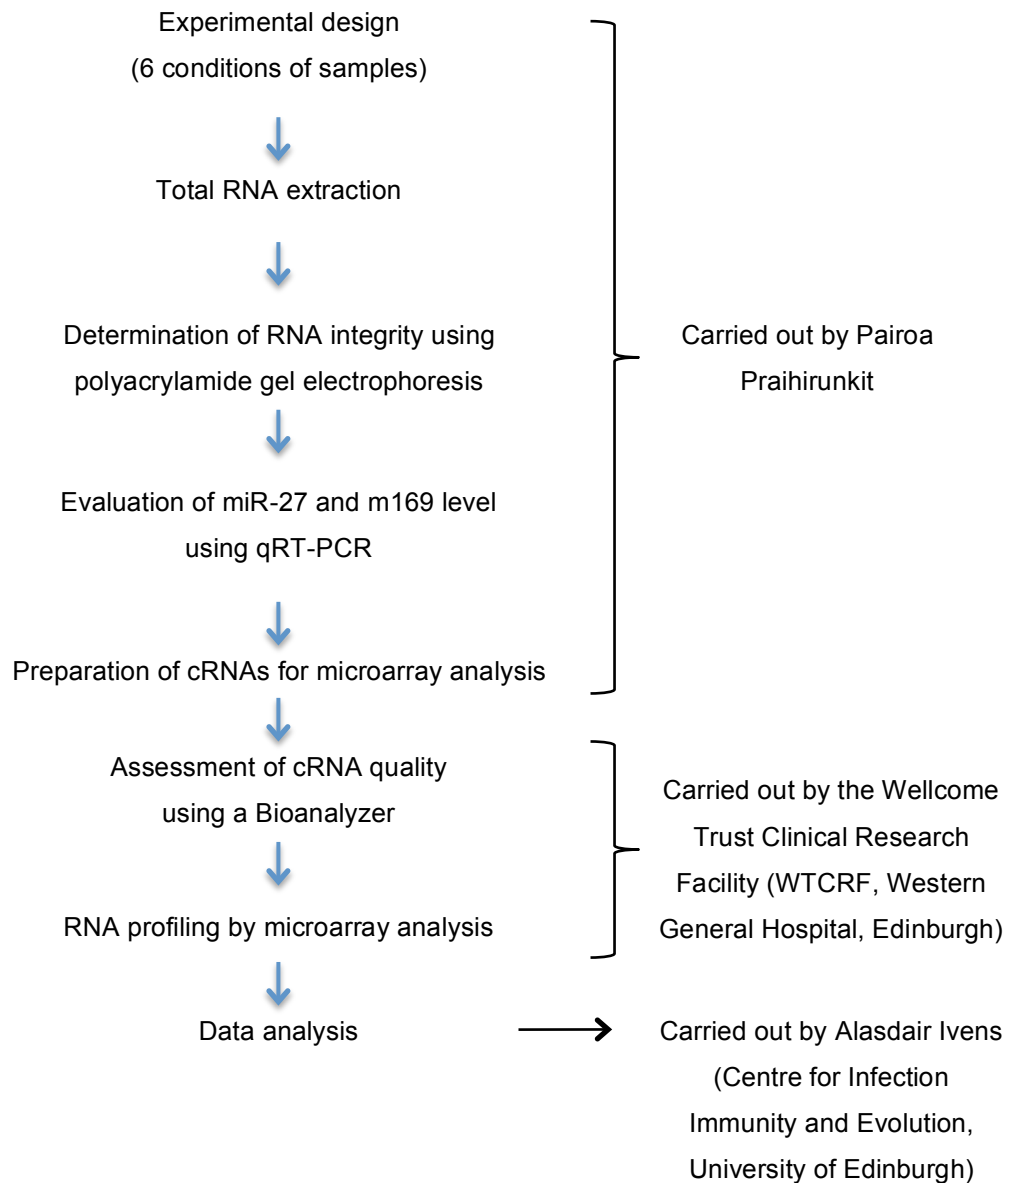 Experimental design
(6 conditions of samples)
Total RNA extraction
Determination of RNA integrity using
polyacrylamide gel electrophoresis
Carried out by Pairoa
Praihirunkit
Evaluation of miR-27 and m169 level
using qRT-PCR
Preparation of cRNAs for microarray analysis
Assessment of cRNA quality
using a Bioanalyzer
RNA profiling by microarray analysis
Carried out by the Wellcome
Trust Clinical Research
Facility (WTCRF, Western
General Hospital, Edinburgh)
Data analysis
Carried out by Alasdair Ivens
(Centre for Infection
Immunity and Evolution,
University of Edinburgh)